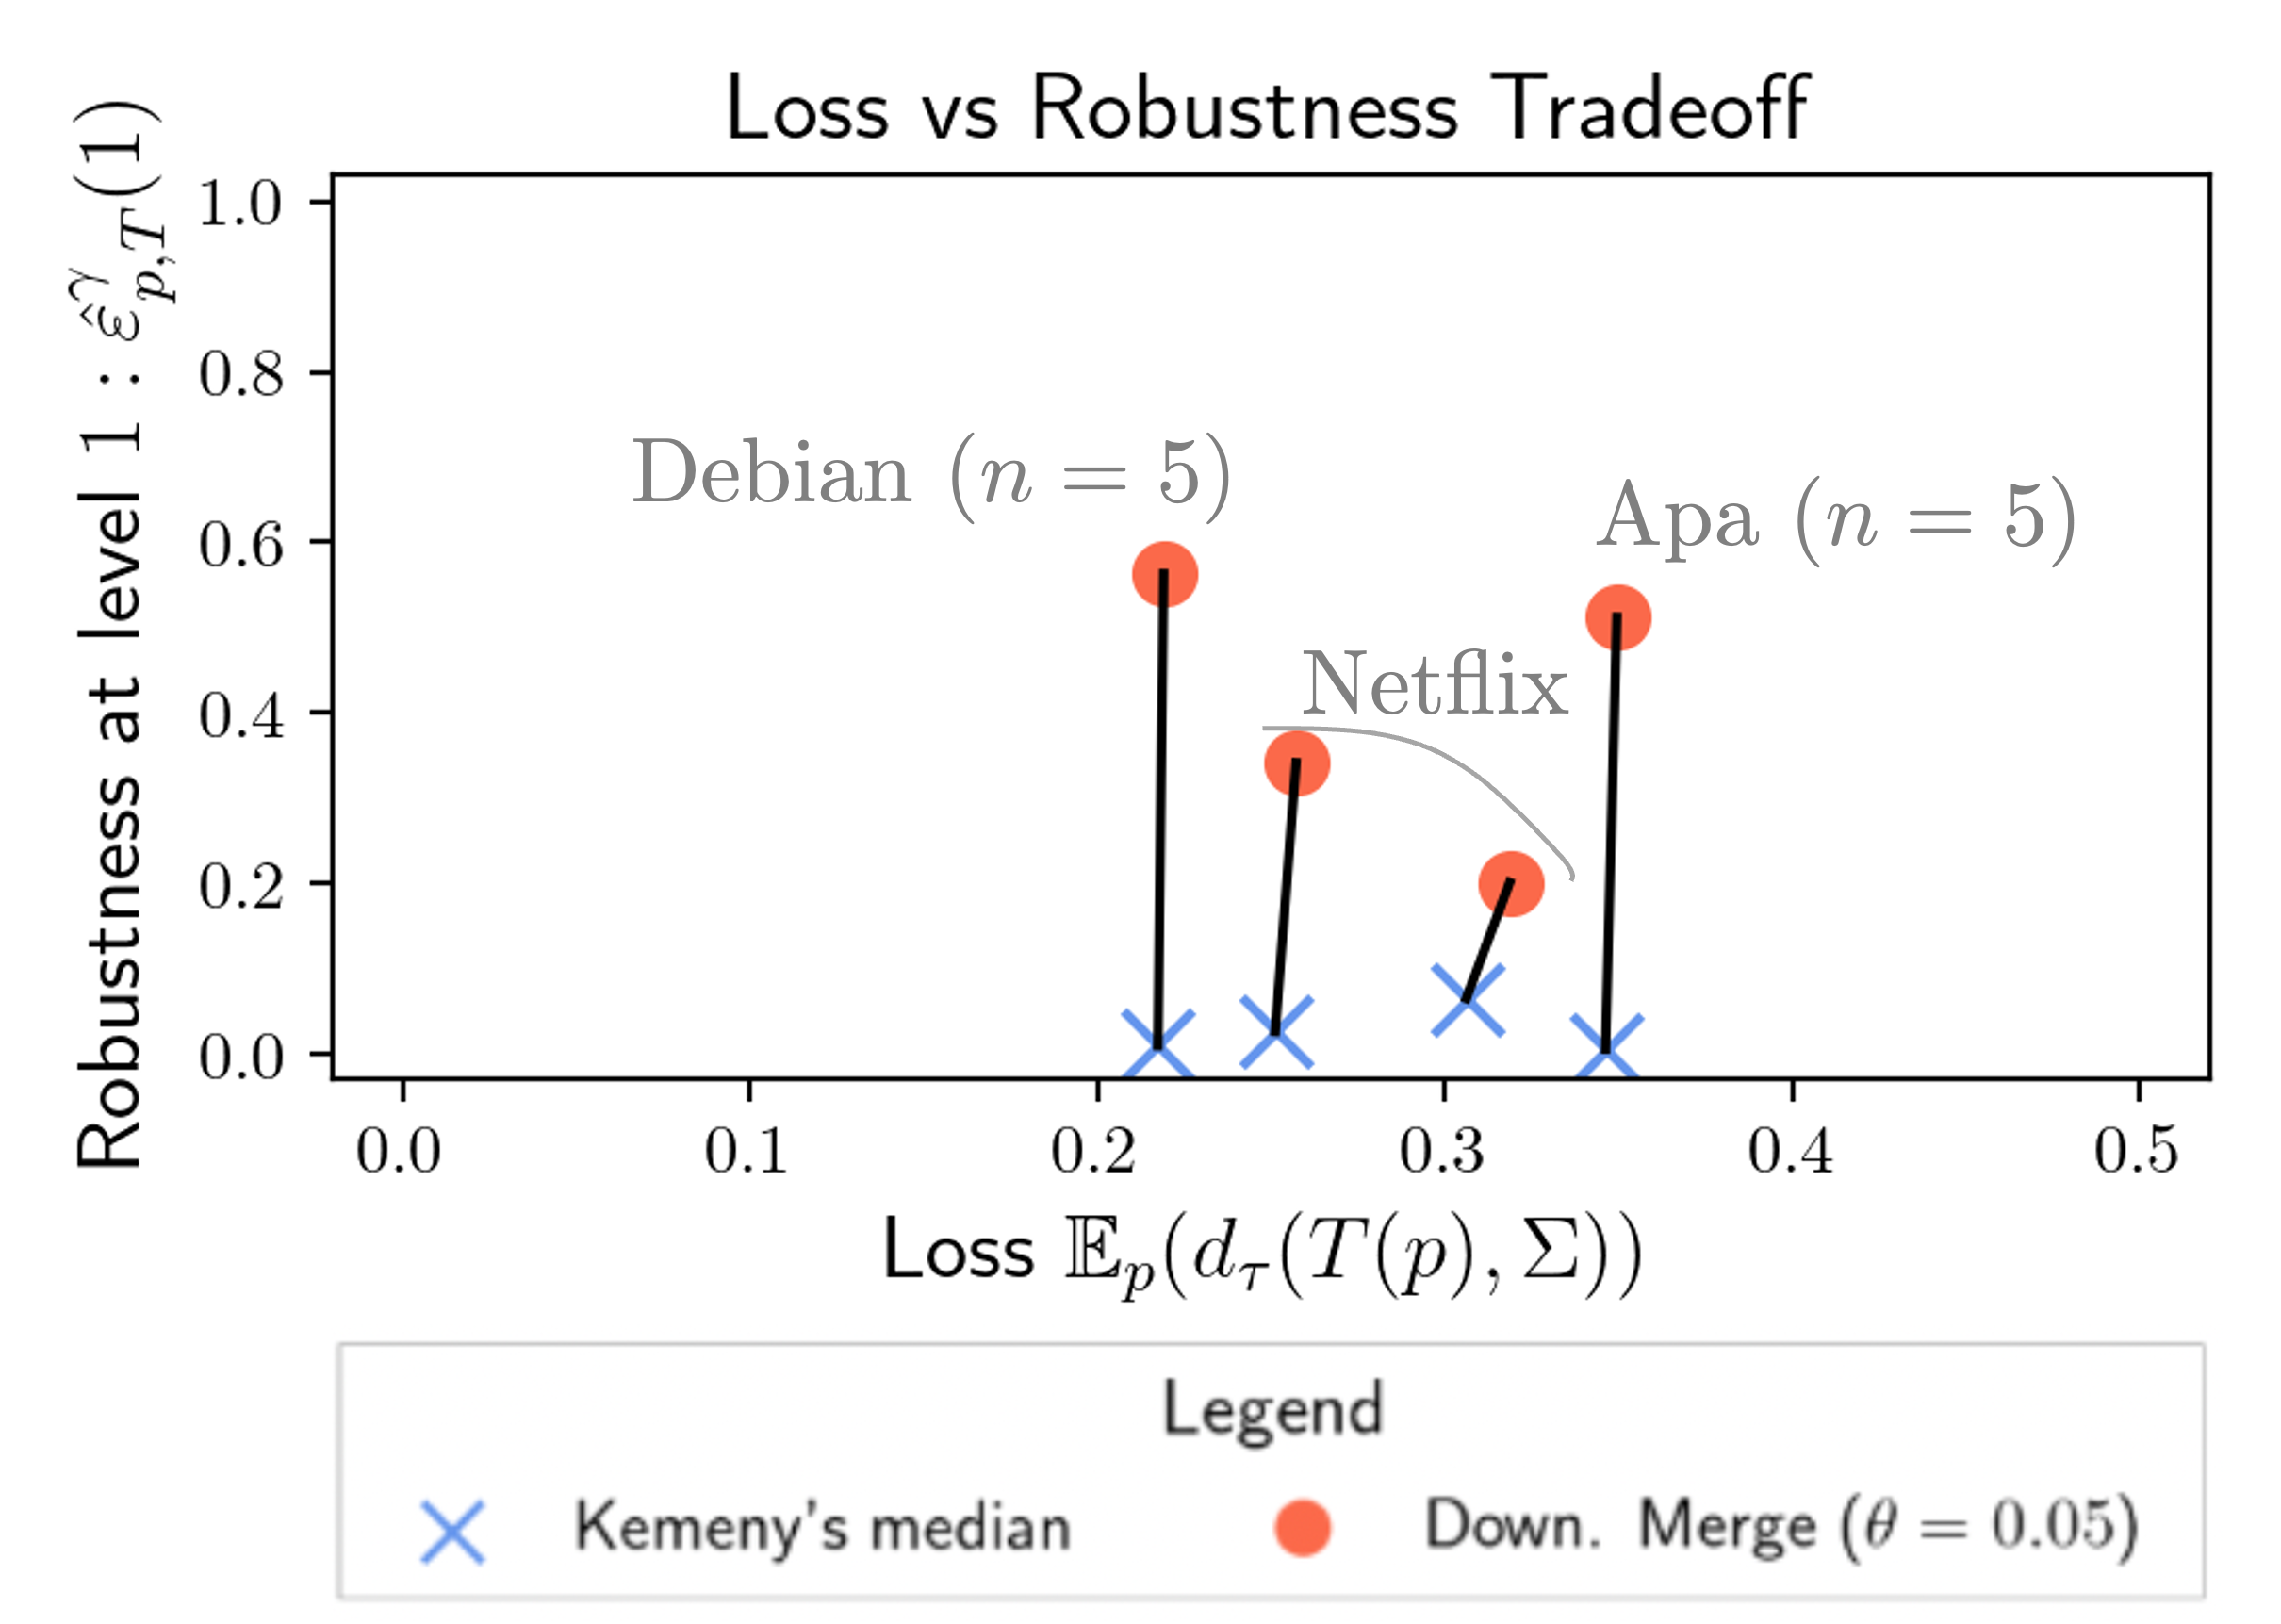 Loss vs Robustness Tradeoff
Robustness at level 1 : ε̂^γ_{p,T}(1)
1.0
0.8
0.6
0.4
0.2
0.0
Debian (n = 5)
Apa (n = 5)
Netflix
0.0 0.1 0.2 0.3 0.4 0.5
Loss 𝔼_p(d_τ(T(p), Σ))
Legend
Kemeny's median Down. Merge (θ = 0.05)